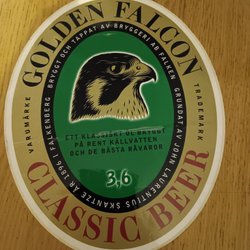 GOLDEN FALCON
VARUMÄRKE
TRADEMARK
BRYGGT OCH TAPPAT AV BRYGGERI AB FALKEN
GRUNDAT AV JOHN LAURENTIUS SKANTZE ÅR 1896 I FALKENBERG
ETT KLASSISKT ÖL BRYGGT
PÅ RENT KÄLLVATTEN
OCH DE BÄSTA RÅVAROR
3,6
CLASSIC BEER